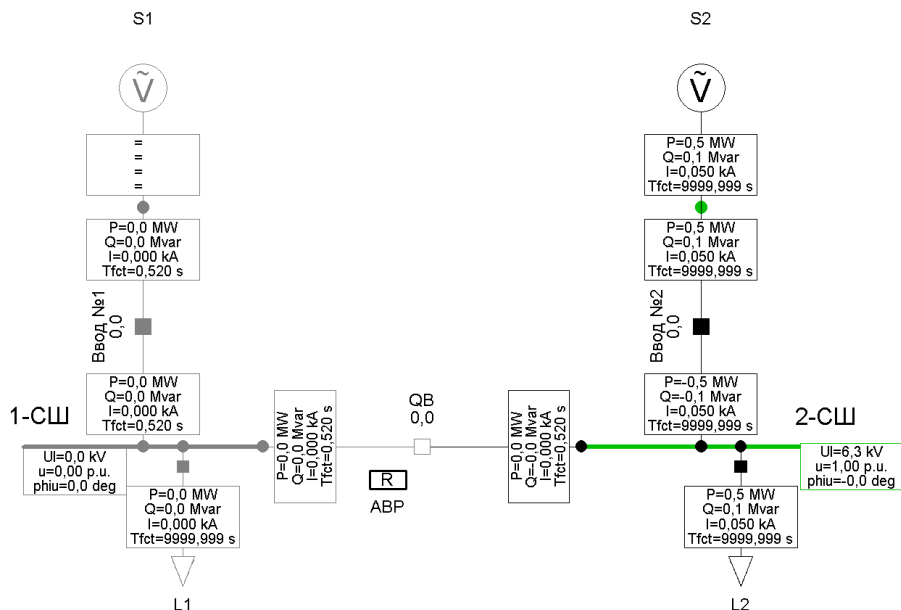 S1
S2
Ṽ
Ṽ
=
=
=
=
P=0,5 MW
Q=0,1 Mvar
I=0,050 kA
Tfct=9999,999 s
P=0,0 MW
Q=0,0 Mvar
I=0,000 kA
Tfct=0,520 s
P=0,5 MW
Q=0,1 Mvar
I=0,050 kA
Tfct=9999,999 s
Ввод №1
0,0
Ввод №2
0,0
P=0,0 MW
Q=0,0 Mvar
I=0,000 kA
Tfct=0,520 s
P=-0,5 MW
Q=-0,1 Mvar
I=0,050 kA
Tfct=9999,999 s
1-СШ
P=0,0 MW
Q=0,0 Mvar
I=0,000 kA
Tfct=0,520 s
QB
0,0
P=0,0 MW
Q=-0,0 Mvar
I=0,000 kA
Tfct=0,520 s
2-СШ
Ul=0,0 kV
u=0,00 p.u.
phiu=0,0 deg
R
АВР
Ul=6,3 kV
u=1,00 p.u.
phiu=-0,0 deg
P=0,0 MW
Q=0,0 Mvar
I=0,000 kA
Tfct=9999,999 s
P=0,5 MW
Q=0,1 Mvar
I=0,050 kA
Tfct=9999,999 s
L1
L2